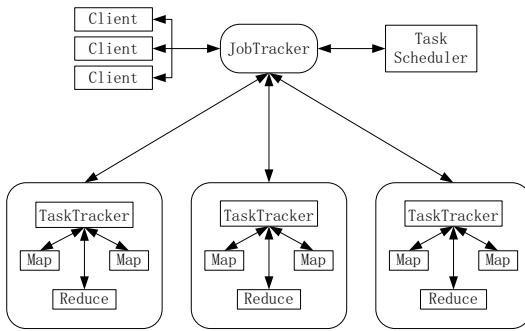 Client
Client
Client
JobTracker
Task
Scheduler
TaskTracker
Map
Map
Reduce
TaskTracker
Map
Map
Reduce
TaskTracker
Map
Map
Reduce